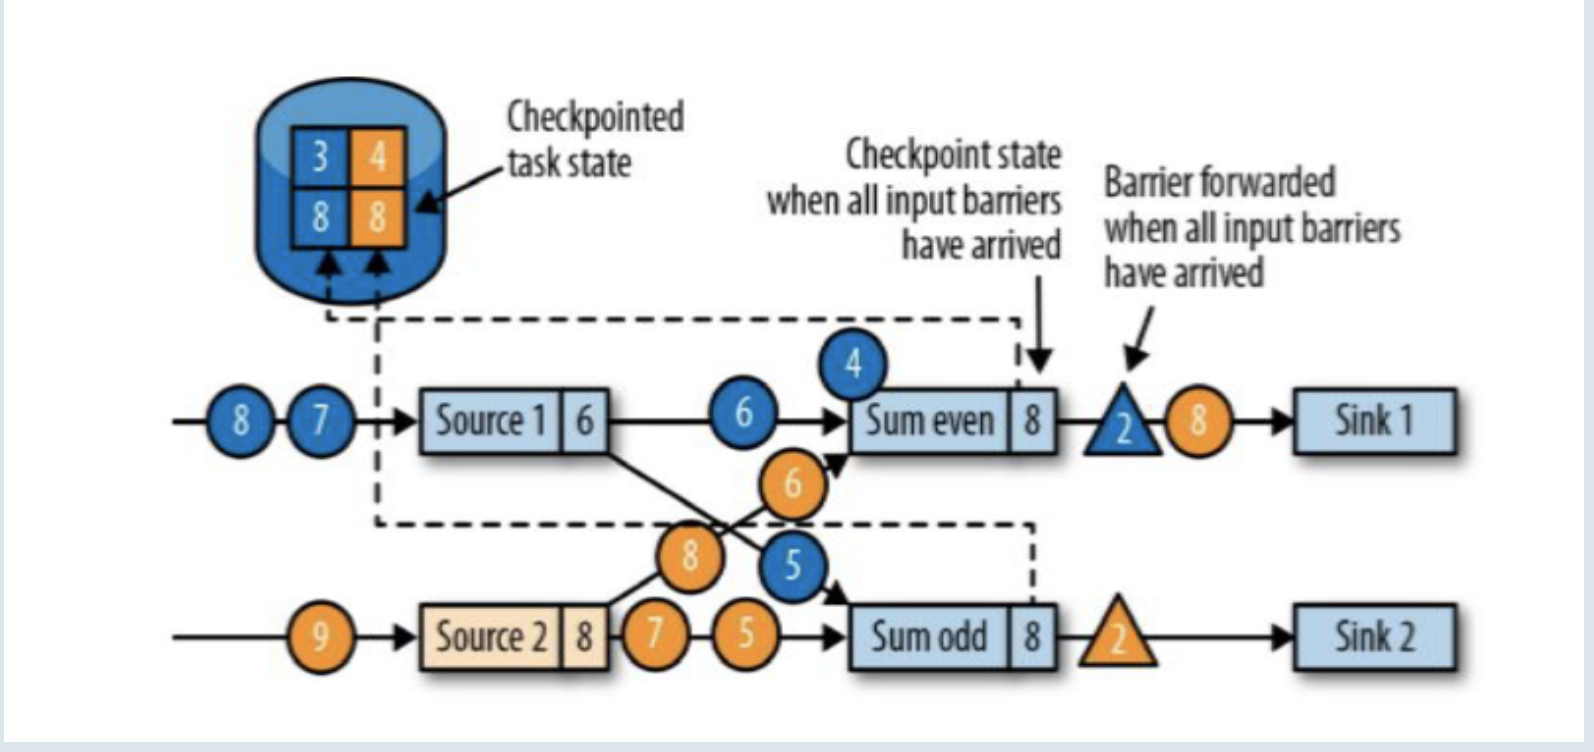 Checkpointed
task state
3 4
8 8
Checkpoint state
when all input barriers
have arrived
Barrier forwarded
when all input barriers
have arrived
4
8 7 Source 1 6 6 Sum even 8 2 8 Sink 1
6
8
5
9 Source 2 8 7 5 Sum odd 8 2 Sink 2